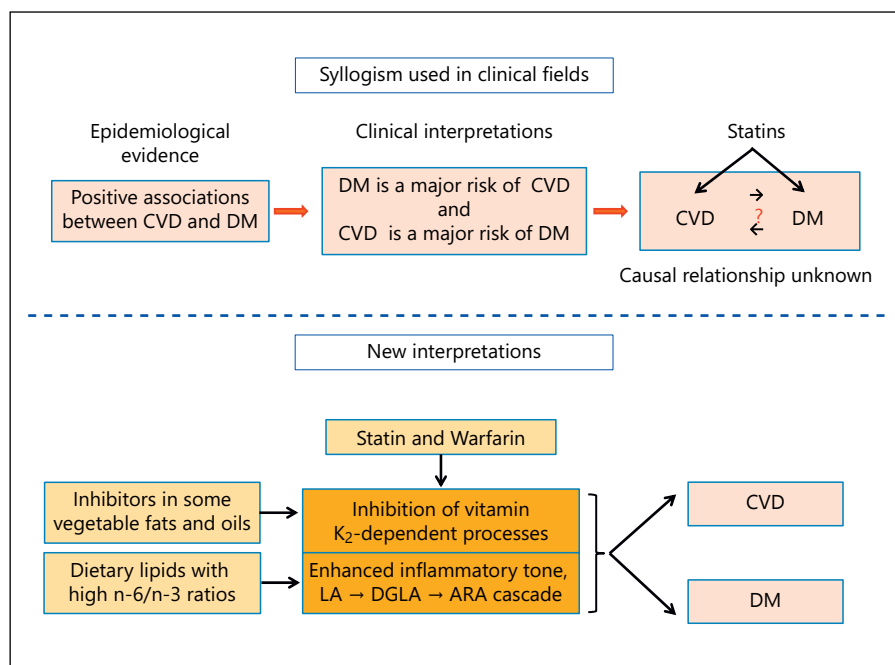 Syllogism used in clinical fields
Epidemiological
evidence
Clinical interpretations
Statins
Positive associations
between CVD and DM
DM is a major risk of CVD
and
CVD is a major risk of DM
CVD → ? ← DM
Causal relationship unknown
New interpretations
Statin and Warfarin
Inhibitors in some
vegetable fats and oils
Inhibition of vitamin
K₂-dependent processes
CVD
Dietary lipids with
high n-6/n-3 ratios
Enhanced inflammatory tone,
LA → DGLA → ARA cascade
DM